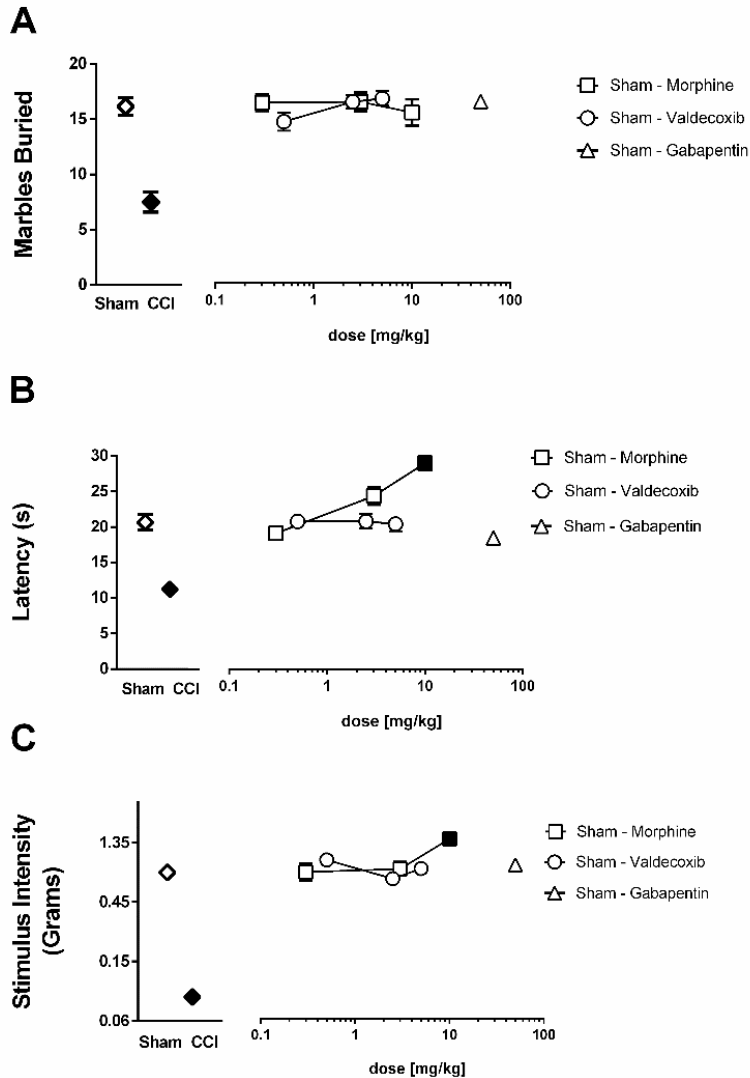 A
Marbles Buried
20
15
10
5
0
Sham CCI
0.1 1 10 100
dose [mg/kg]
Sham - Morphine
Sham - Valdecoxib
Sham - Gabapentin
B
Latency (s)
30
25
20
15
10
5
0
Sham CCI
0.1 1 10 100
dose [mg/kg]
Sham - Morphine
Sham - Valdecoxib
Sham - Gabapentin
C
Stimulus Intensity
(Grams)
1.35
0.45
0.15
0.06
Sham CCI
0.1 1 10 100
dose [mg/kg]
Sham - Morphine
Sham - Valdecoxib
Sham - Gabapentin